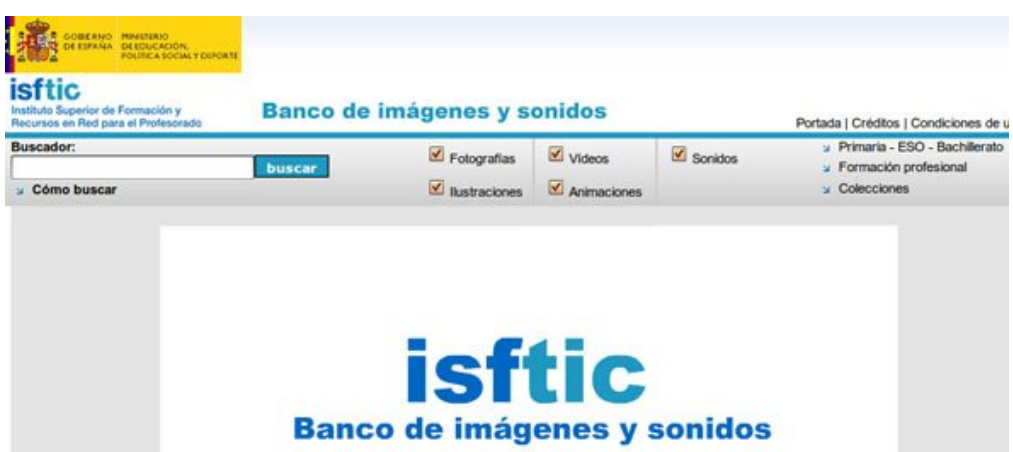 GOBIERNO
DE ESPAÑA
MINISTERIO
DE EDUCACIÓN,
POLÍTICA SOCIAL Y DEPORTE
isftic
Instituto Superior de Formación y
Recursos en Red para el Profesorado
Banco de imágenes y sonidos
Portada | Créditos | Condiciones de u
Buscador:
buscar
Cómo buscar
Fotografías
Vídeos
Sonidos
Ilustraciones
Animaciones
Primaria - ESO - Bachillerato
Formación profesional
Colecciones
isftic
Banco de imágenes y sonidos